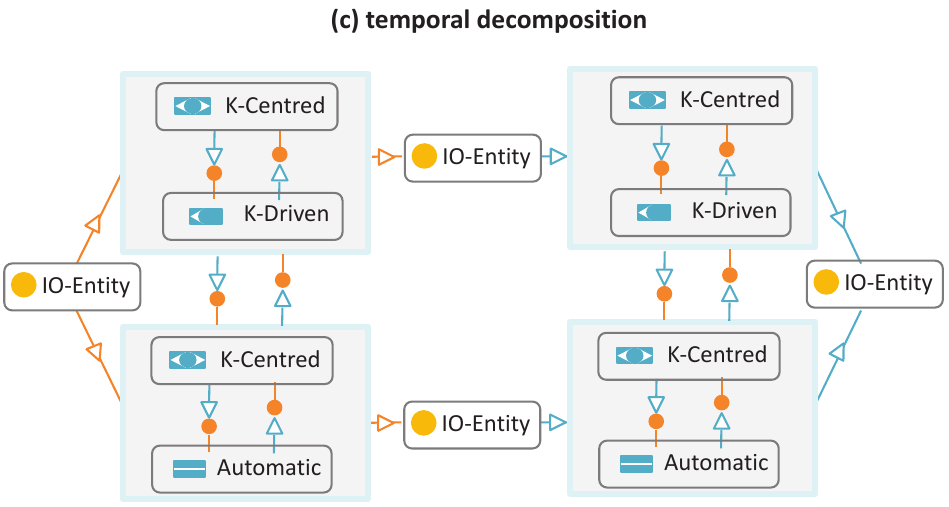 (c) temporal decomposition
K-Centred
K-Centred
IO-Entity
K-Driven
K-Driven
IO-Entity
IO-Entity
K-Centred
K-Centred
IO-Entity
Automatic
Automatic